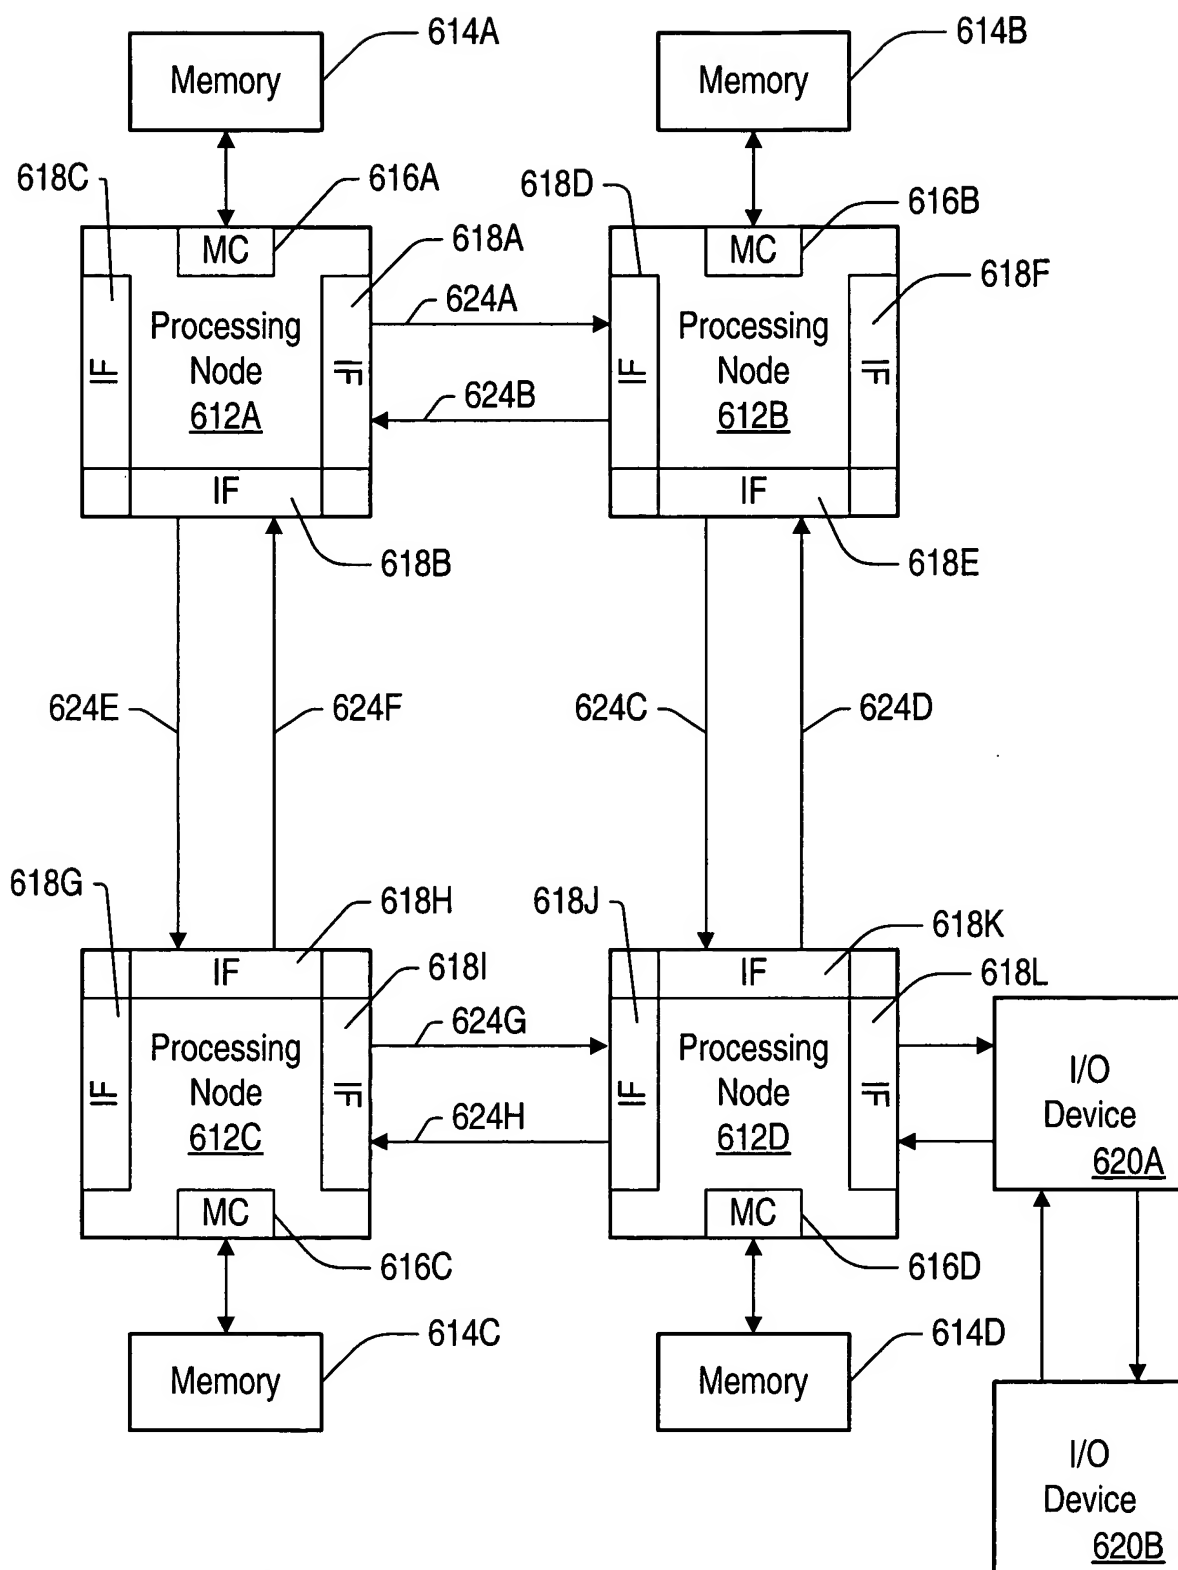 614A
614B
Memory
Memory
618C
616A
618D
616B
MC
618A
MC
618F
624A
Processing
Node
612A
Processing
Node
612B
IF
IF
IF
IF
624B
IF
IF
618B
618E
624E
624F
624C
624D
618G
618H
618J
618K
IF
618I
IF
618L
624G
Processing
Node
612C
Processing
Node
612D
I/O
Device
620A
IF
IF
IF
IF
624H
MC
MC
616C
616D
614C
614D
Memory
Memory
I/O
Device
620B